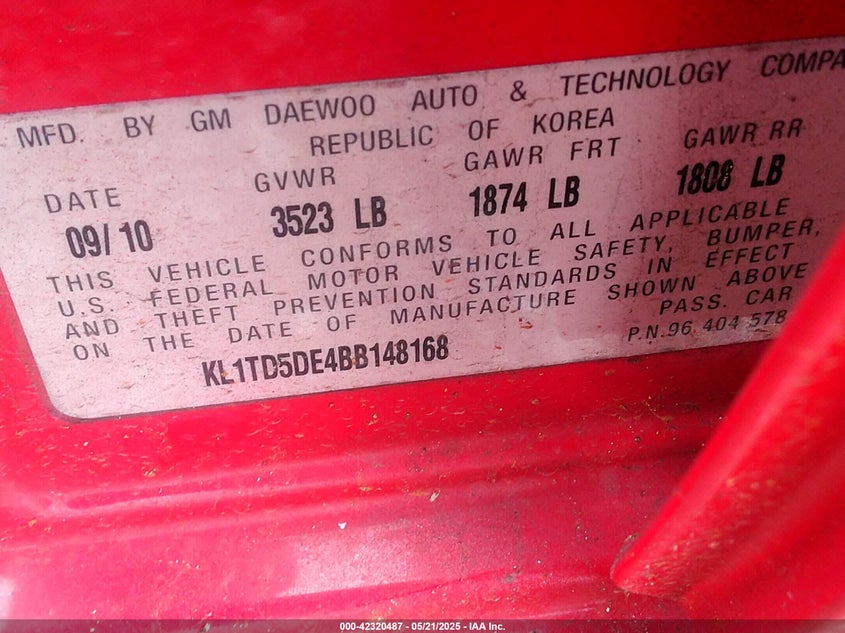 MFD. BY GM DAEWOO AUTO & TECHNOLOGY COMPA
REPUBLIC OF KOREA
DATE GVWR GAWR FRT GAWR RR
09/10 3523 LB 1874 LB 1808 LB
THIS VEHICLE CONFORMS TO ALL APPLICABLE
U.S. FEDERAL MOTOR VEHICLE SAFETY, BUMPER,
AND THEFT PREVENTION STANDARDS IN EFFECT
ON THE DATE OF MANUFACTURE SHOWN ABOVE
PASS. CAR
KL1TD5DE4BB148168 P.N.96 404 578
000-42320487 - 05/21/2025 - IAA Inc.